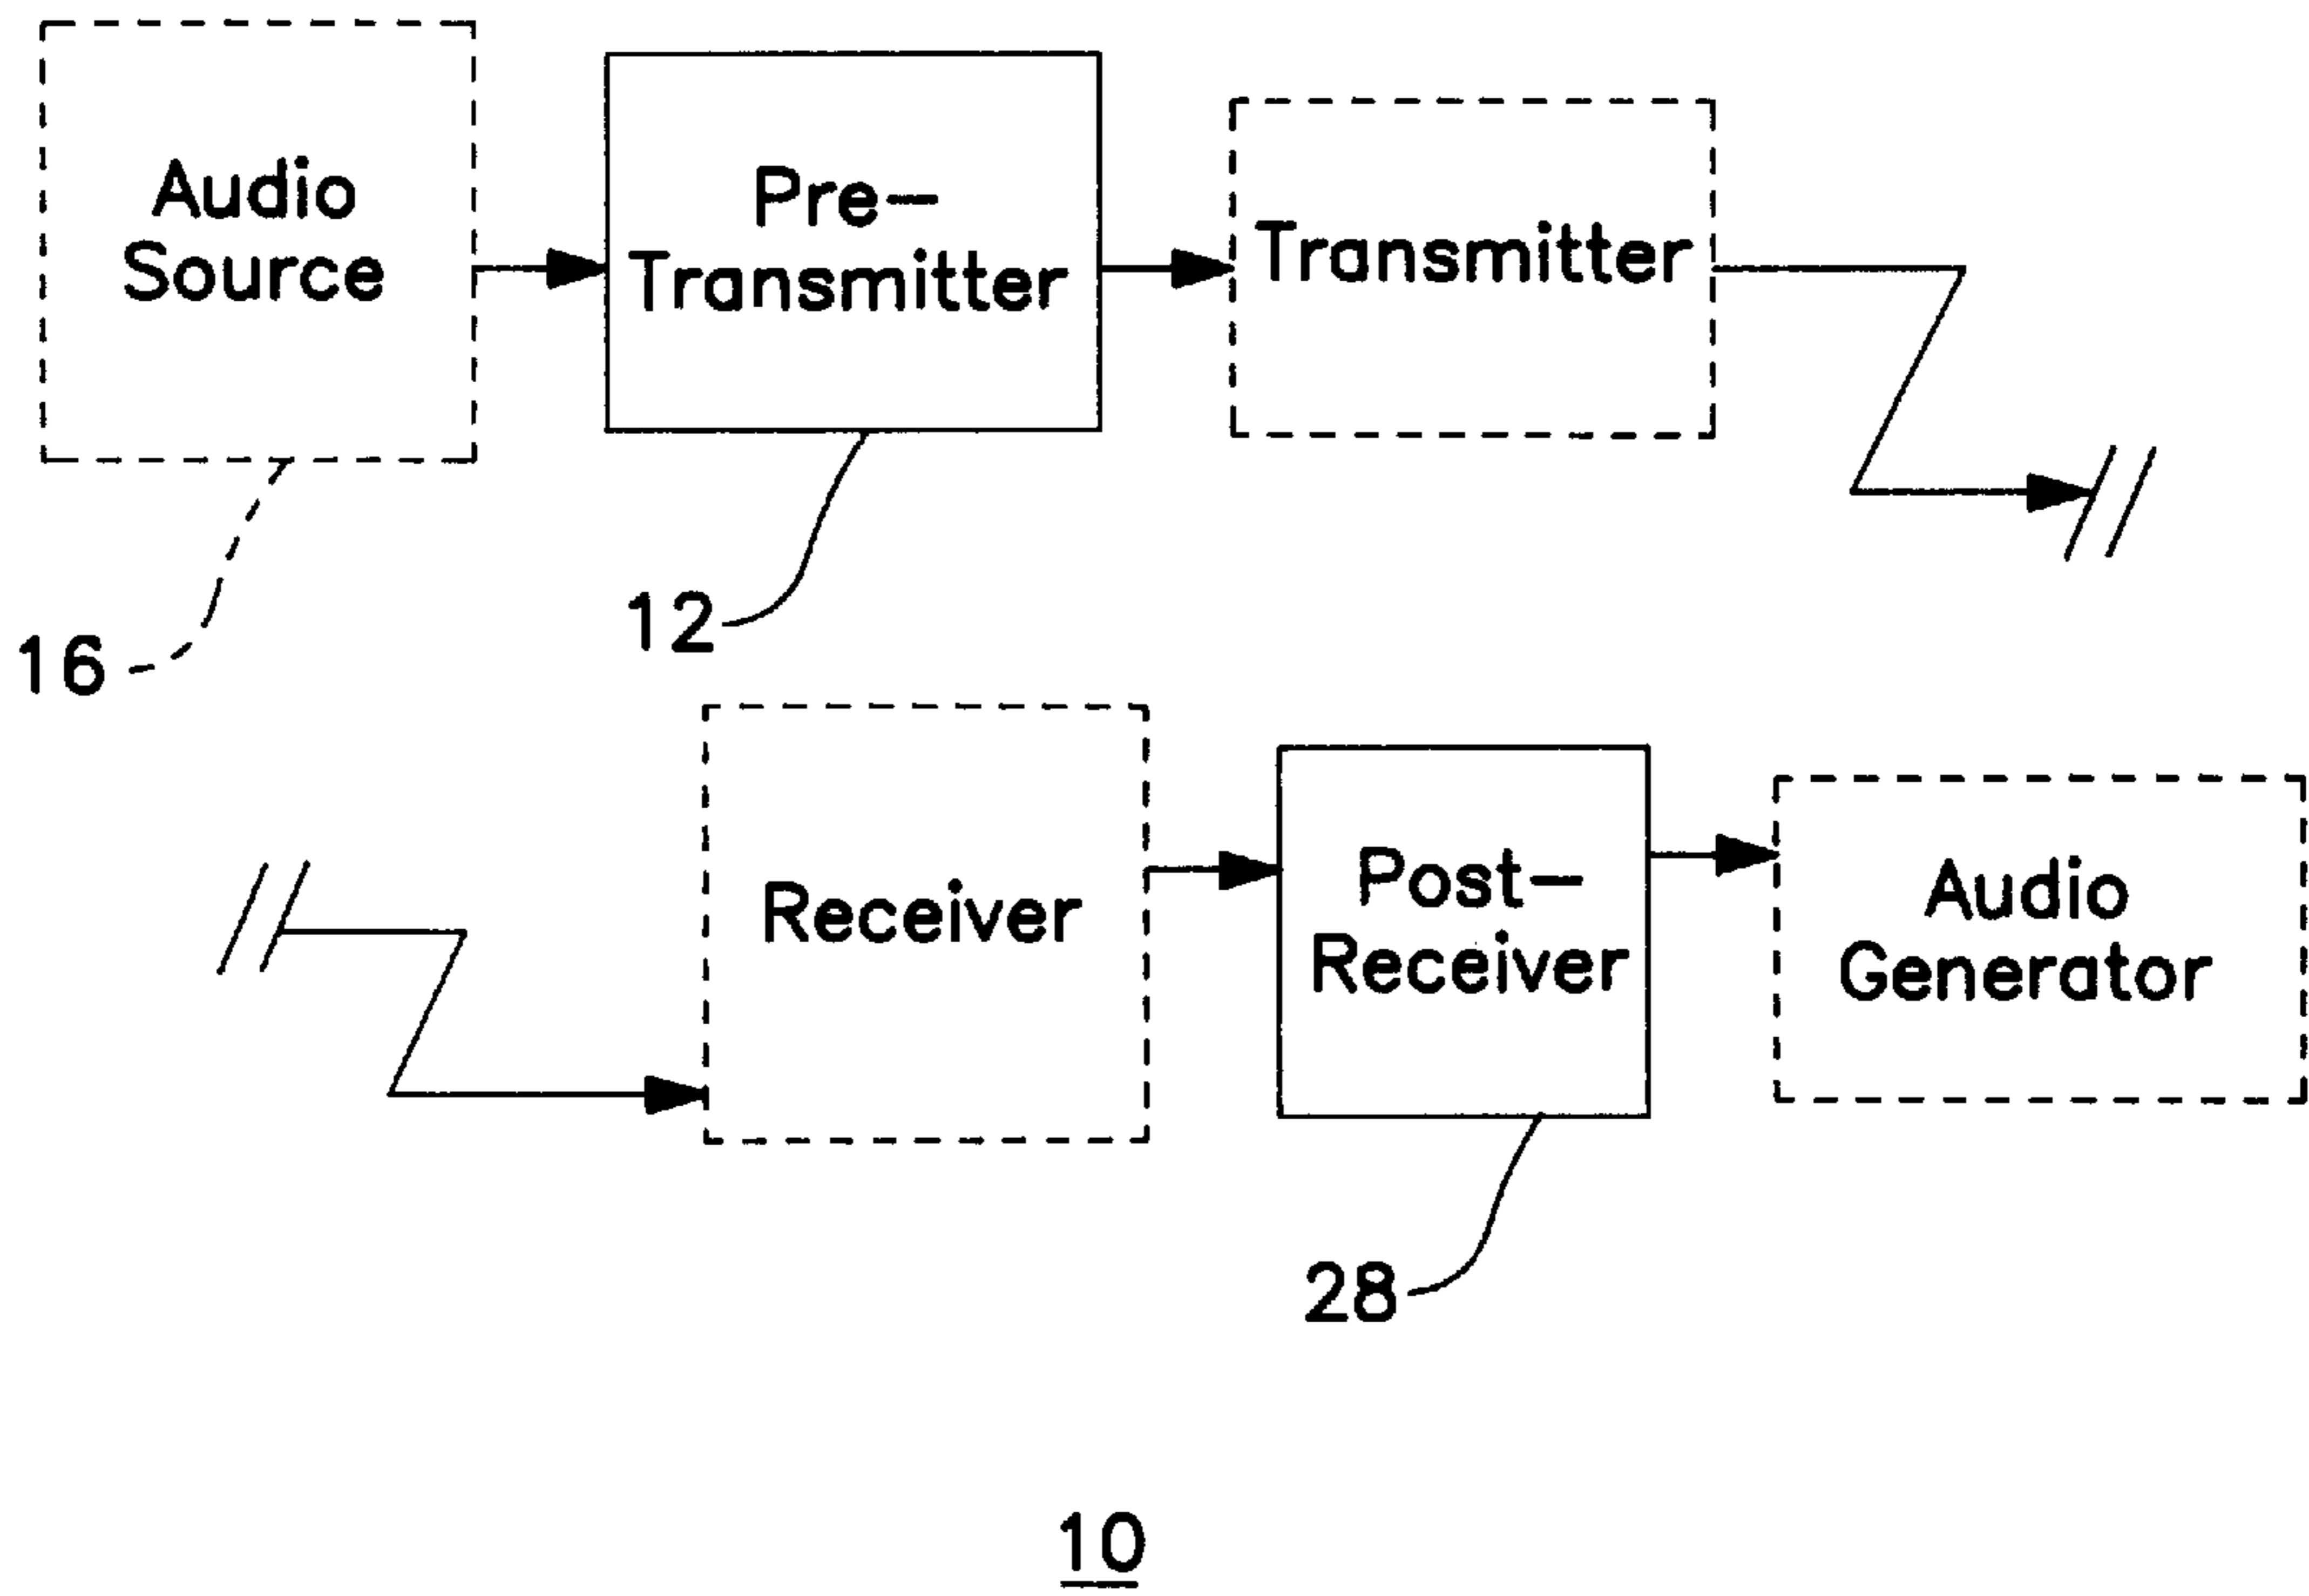 Audio
Source
Pre-
Transmitter
Transmitter
12
16
Receiver
Post-
Receiver
Audio
Generator
28
10